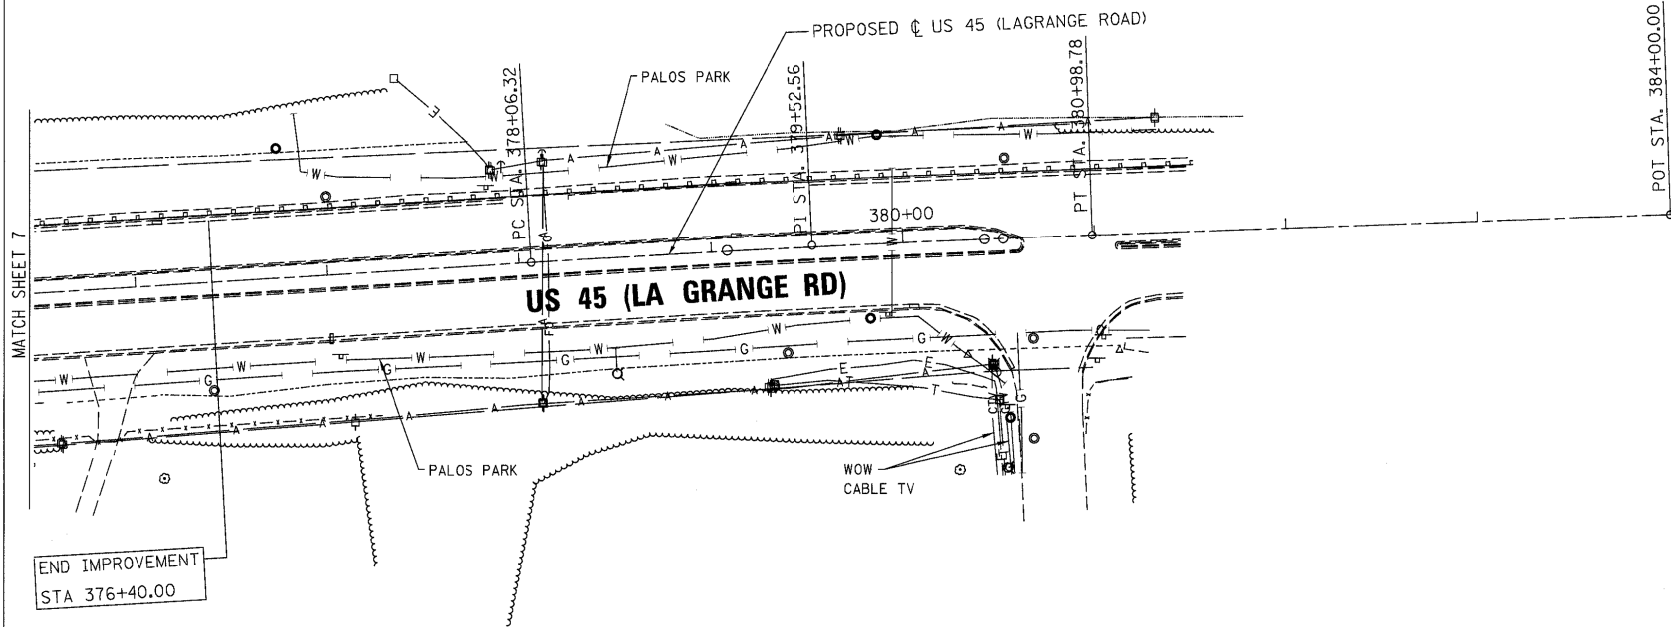 PROPOSED ℄ US 45 (LAGRANGE ROAD)
PALOS PARK
PC STA. 378+06.32
PI STA. 379+52.56
PT STA. 380+98.78
POT STA. 384+00.00
380+00
MATCH SHEET 7
US 45 (LA GRANGE RD)
PALOS PARK
WOW
CABLE TV
END IMPROVEMENT
STA 376+40.00